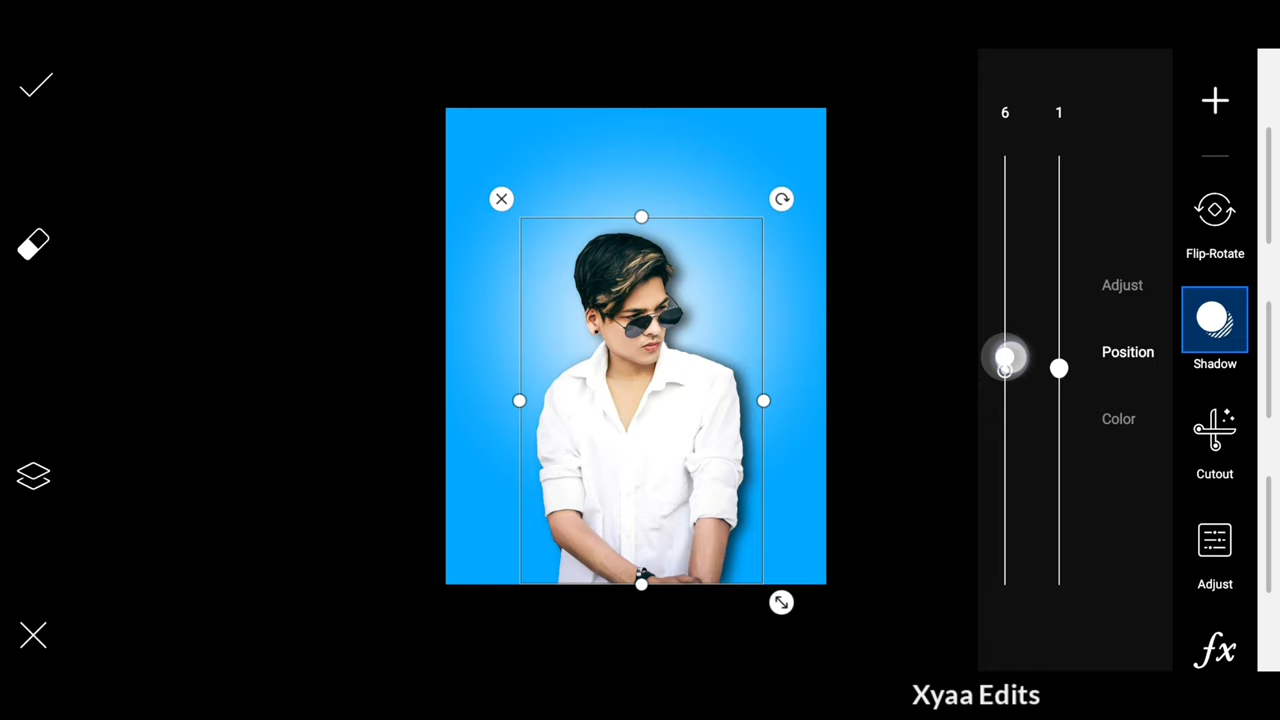 6
1
Flip-Rotate
Adjust
Position
Shadow
Color
Cutout
Adjust
fx
Xyaa Edits